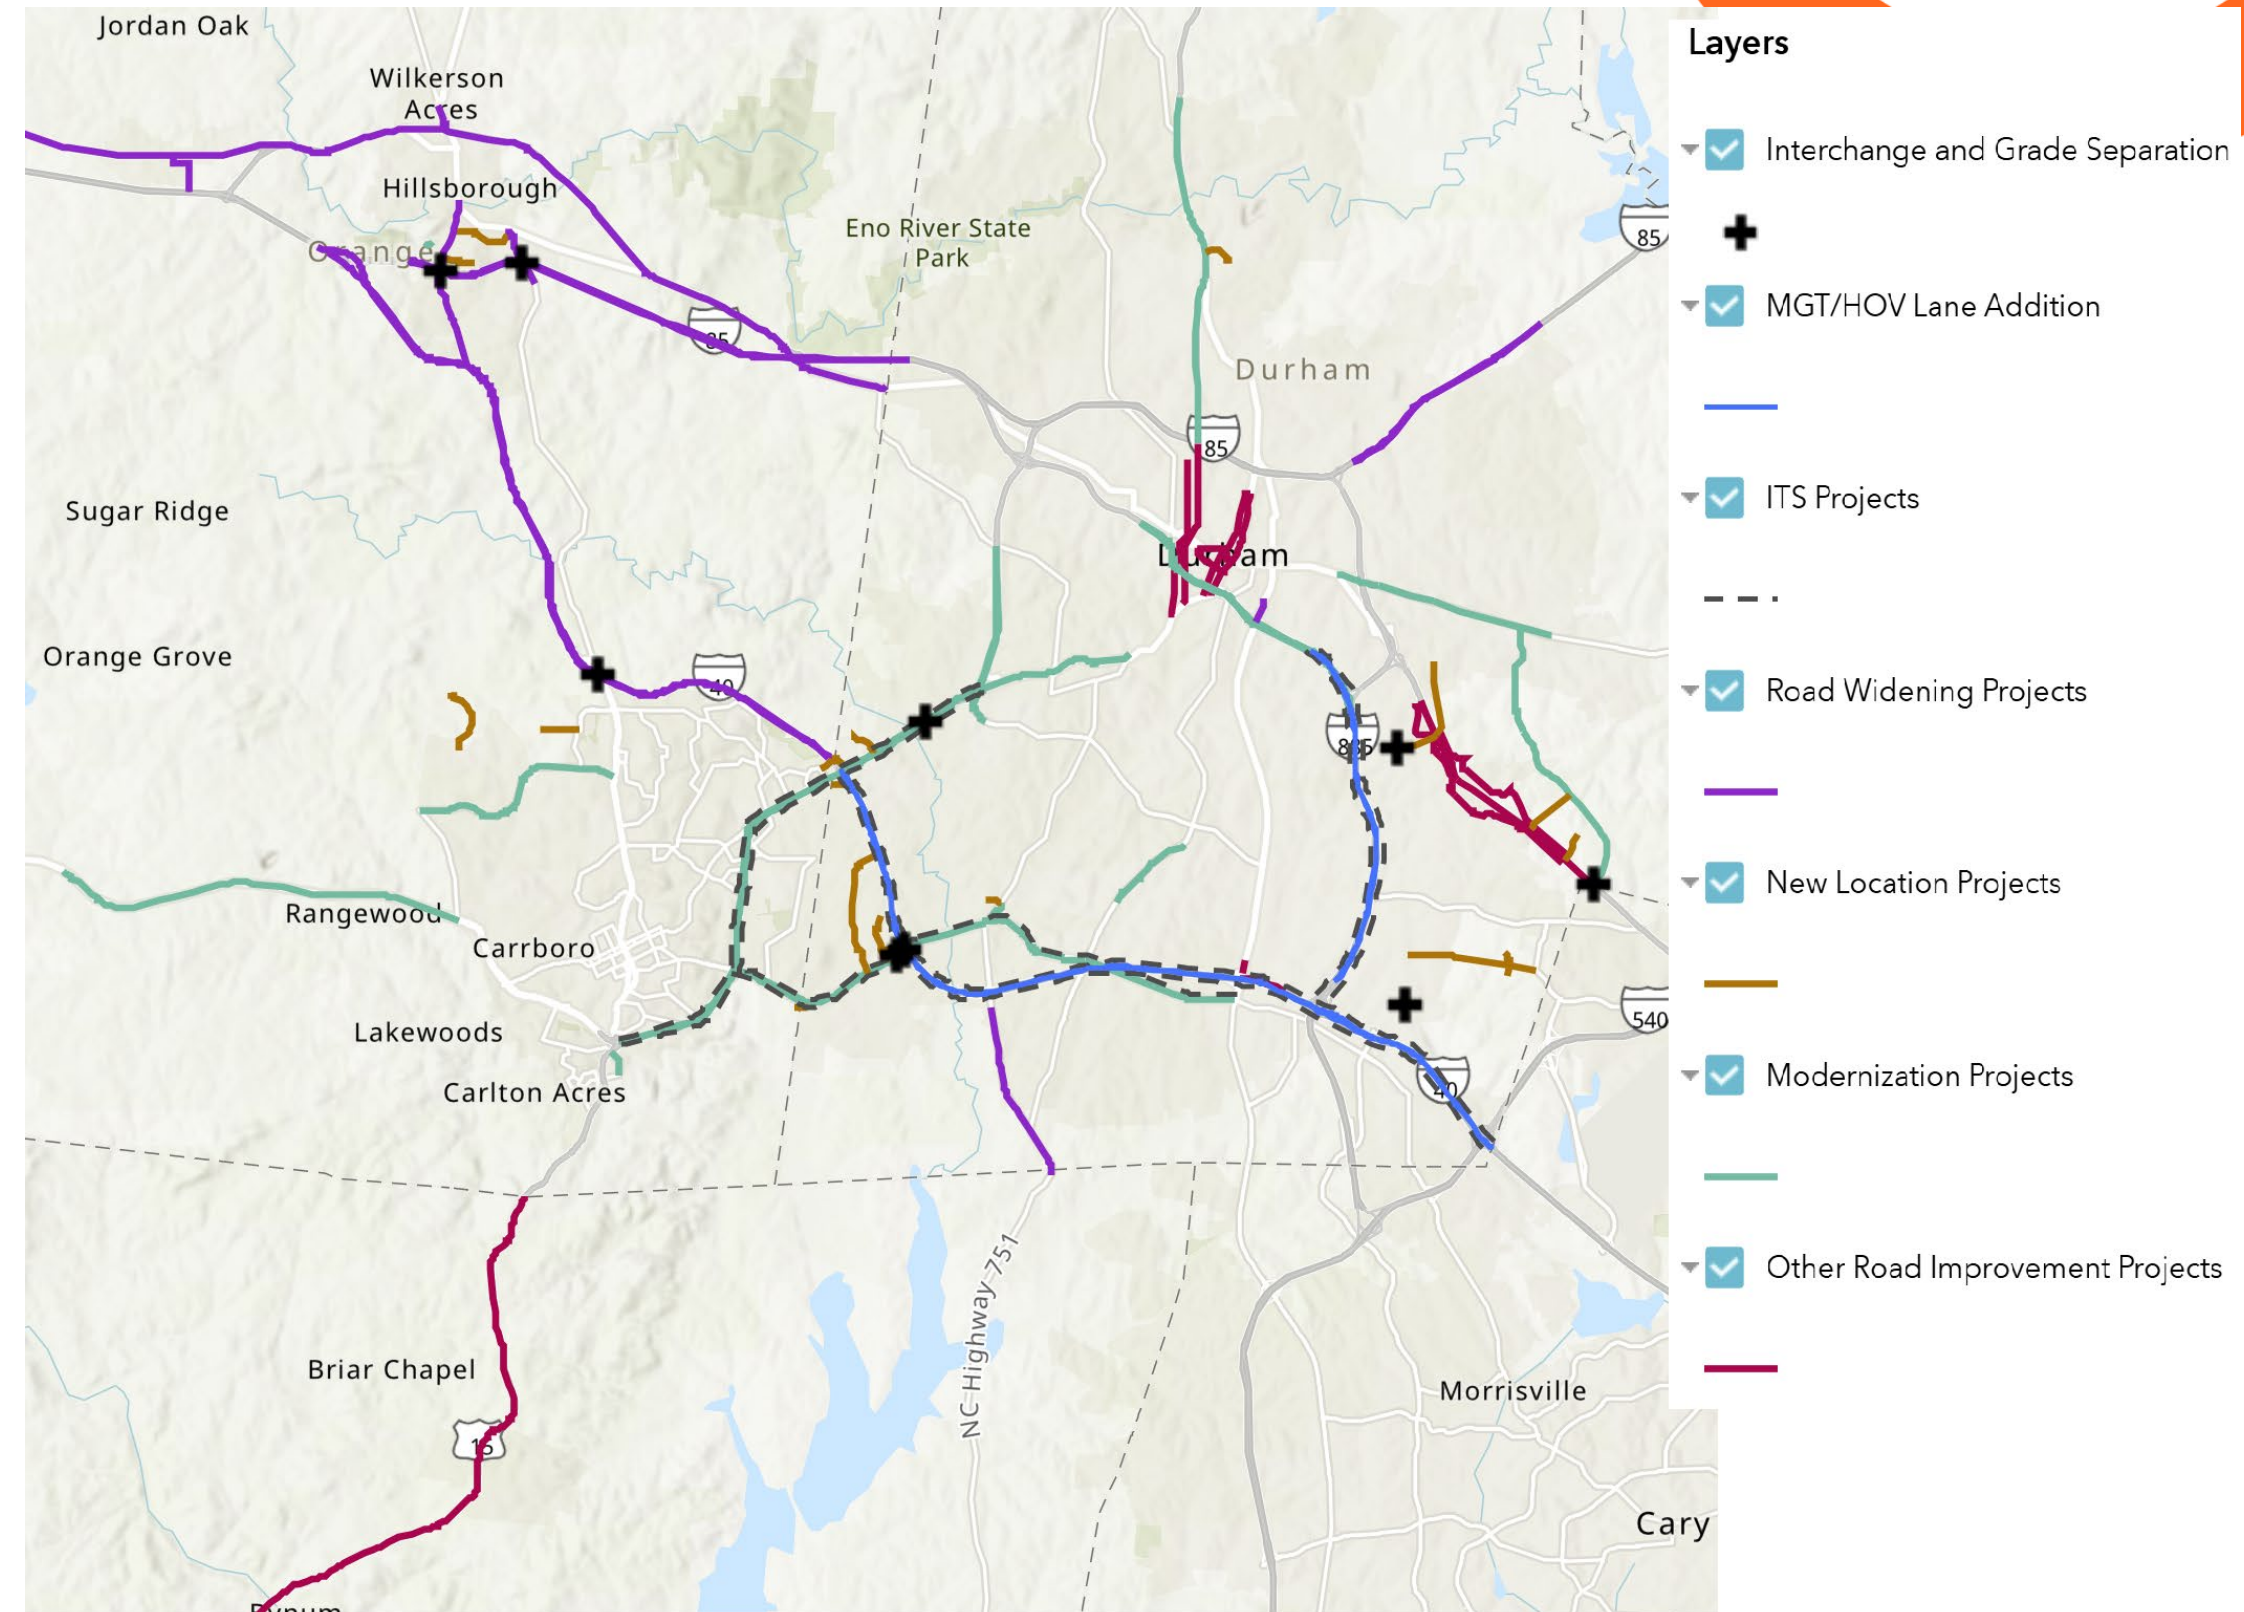 Jordan Oak
Wilkerson
Acres
Hillsborough
Orange
Eno River State
Park
85
85
Durham
85
Sugar Ridge
Durham
Orange Grove
40
885
Rangewood
Carrboro
Lakewoods
540
40
Carlton Acres
NC Highway 751
Briar Chapel
Morrisville
15
Cary
Layers
Interchange and Grade Separation
MGT/HOV Lane Addition
ITS Projects
Road Widening Projects
New Location Projects
Modernization Projects
Other Road Improvement Projects